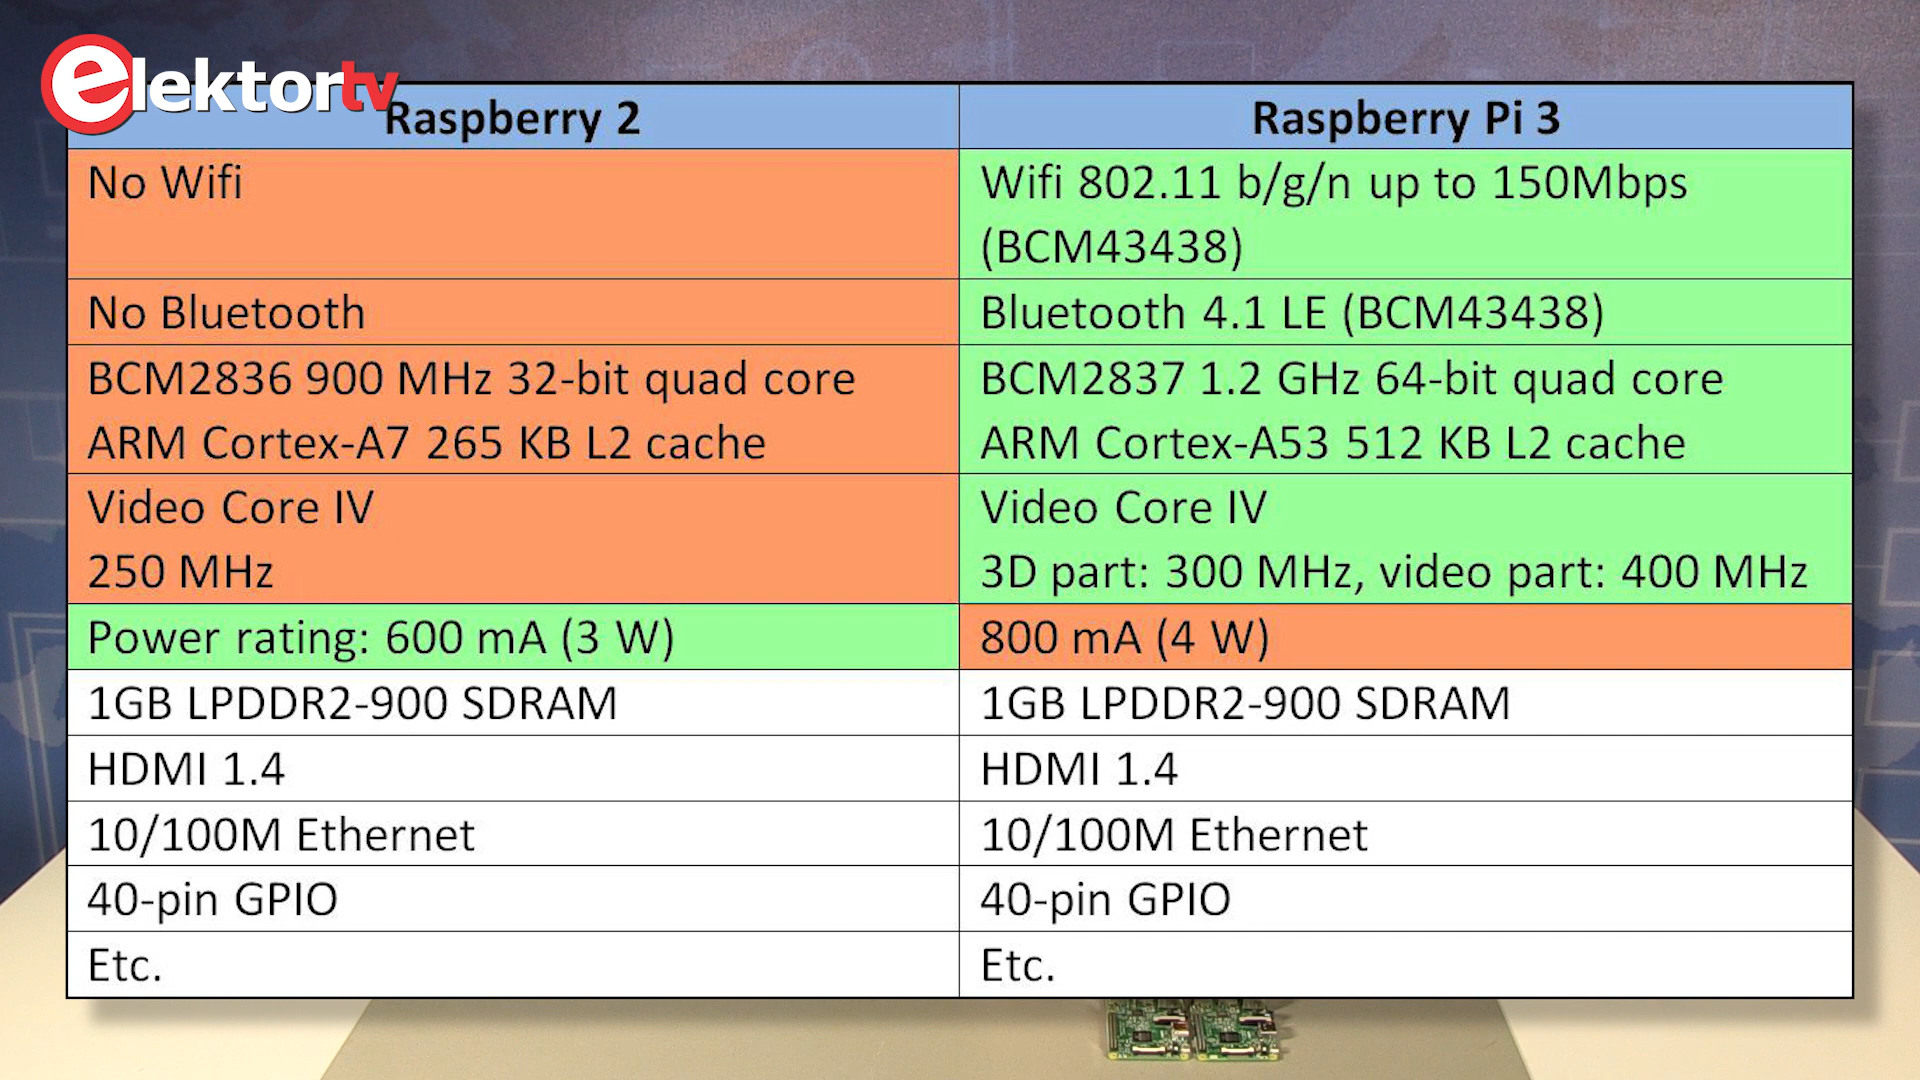 elektortv
Raspberry 2
Raspberry Pi 3
No Wifi
Wifi 802.11 b/g/n up to 150Mbps
(BCM43438)
No Bluetooth
Bluetooth 4.1 LE (BCM43438)
BCM2836 900 MHz 32-bit quad core
ARM Cortex-A7 265 KB L2 cache
BCM2837 1.2 GHz 64-bit quad core
ARM Cortex-A53 512 KB L2 cache
Video Core IV
250 MHz
Video Core IV
3D part: 300 MHz, video part: 400 MHz
Power rating: 600 mA (3 W)
800 mA (4 W)
1GB LPDDR2-900 SDRAM
1GB LPDDR2-900 SDRAM
HDMI 1.4
HDMI 1.4
10/100M Ethernet
10/100M Ethernet
40-pin GPIO
40-pin GPIO
Etc.
Etc.